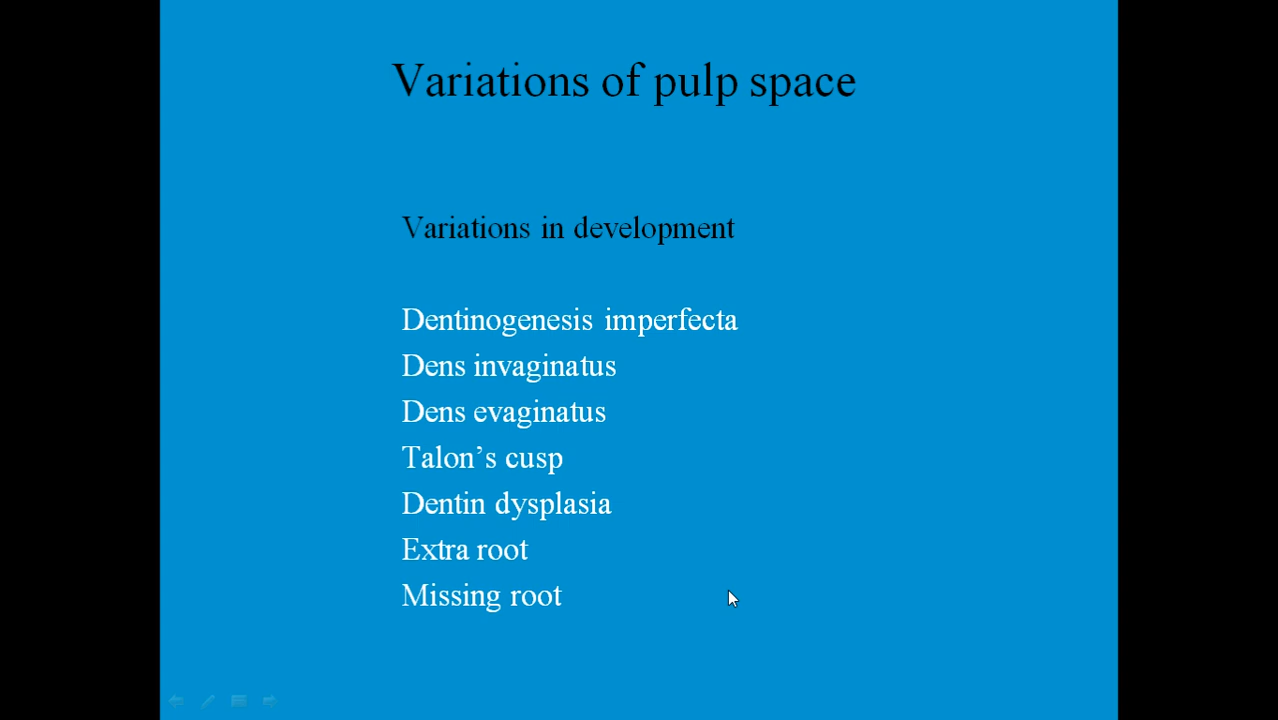 Variations of pulp space
Variations in development
Dentinogenesis imperfecta
Dens invaginatus
Dens evaginatus
Talon’s cusp
Dentin dysplasia
Extra root
Missing root